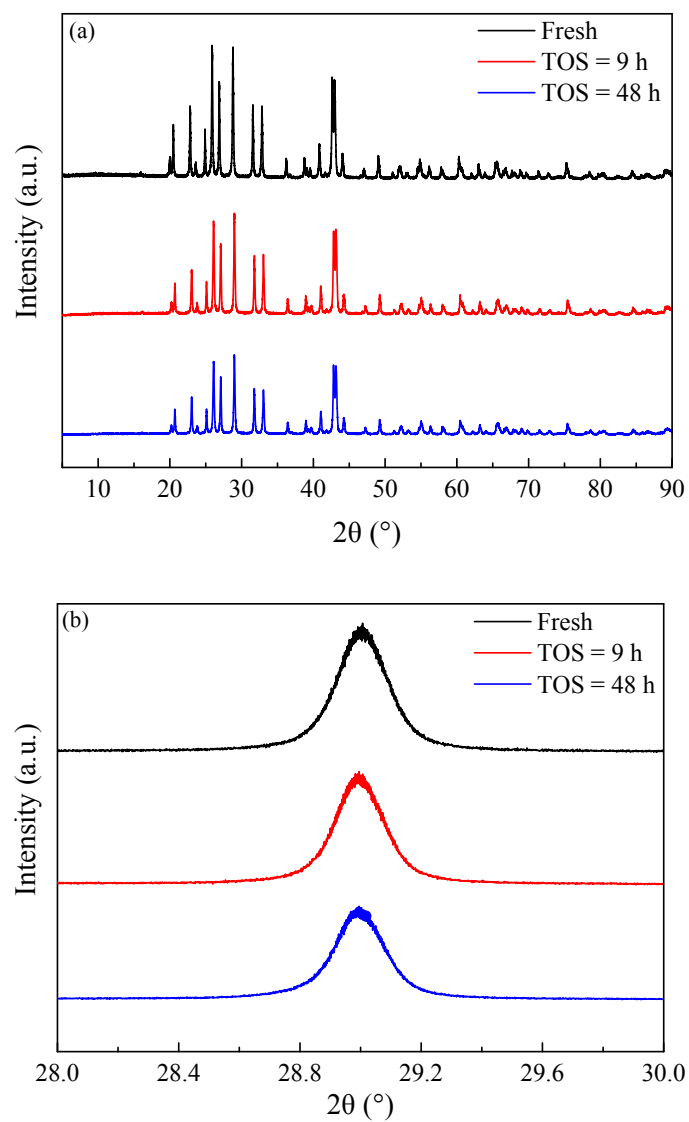 (a)
Fresh
TOS = 9 h
TOS = 48 h
Intensity (a.u.)
10 20 30 40 50 60 70 80 90
2θ (°)
(b)
Fresh
TOS = 9 h
TOS = 48 h
Intensity (a.u.)
28.0 28.4 28.8 29.2 29.6 30.0
2θ (°)